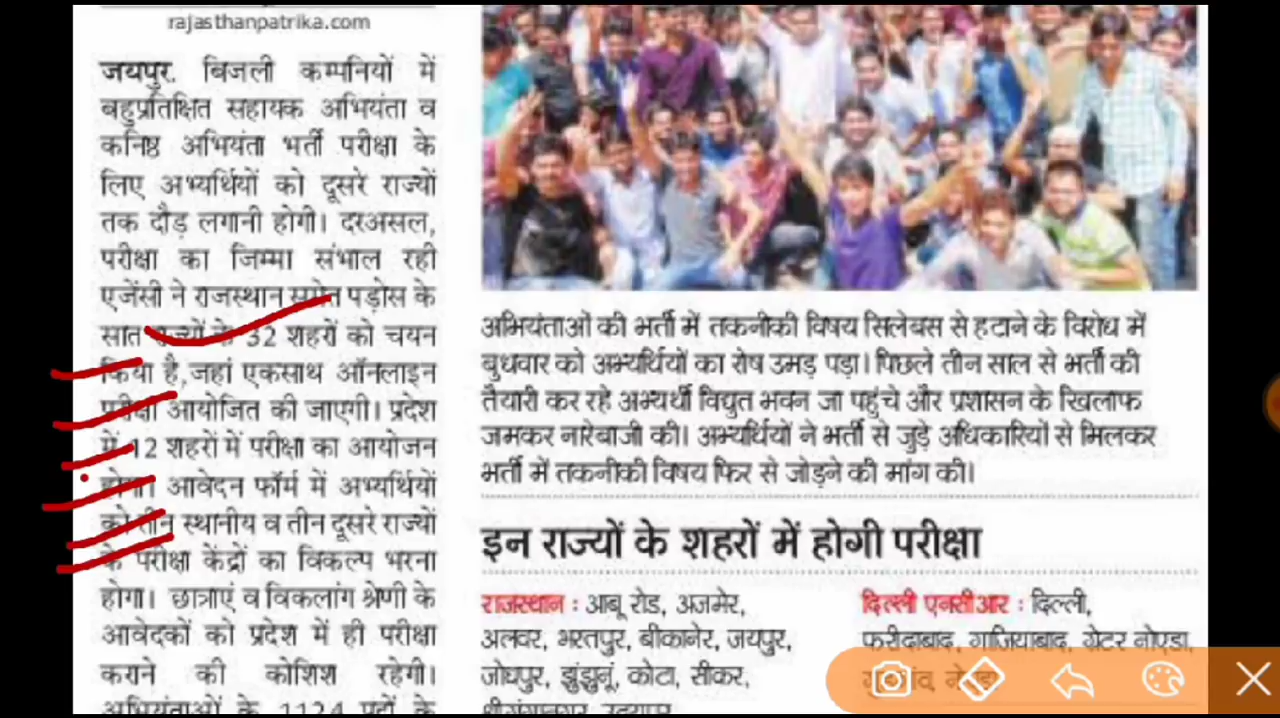 rajasthanpatrika.com
जयपुर. बिजली कम्पनियों में
बहुप्रतिक्षित सहायक अभियंता व
कनिष्ठ अभियंता भर्ती परीक्षा के
लिए अभ्यर्थियों को दूसरे राज्यों
तक दौड़ लगानी होगी। दरअसल,
परीक्षा का जिम्मा संभाल रही
एजेंसी ने राजस्थान समेत पड़ोस के
सात राज्यों के 32 शहरों को चयन
किया है,जहां एकसाथ ऑनलाइन
परीक्षा आयोजित की जाएगी। प्रदेश
में 12 शहरों में परीक्षा का आयोजन
होगा। आवेदन फॉर्म में अभ्यर्थियों
को तीन स्थानीय व तीन दूसरे राज्यों
के परीक्षा केंद्रों का विकल्प भरना
होगा। छात्राएं व विकलांग श्रेणी के
आवेदकों को प्रदेश में ही परीक्षा
कराने की कोशिश रहेगी।
अभियंताओं के 1124 पदों के
अभियंताओं की भर्ती में तकनीकी विषय सिलेबस से हटाने के विरोध में
बुधवार को अभ्यर्थियों का रोष उमड़ पड़ा। पिछले तीन साल से भर्ती की
तैयारी कर रहे अभ्यर्थी विद्युत भवन जा पहुंचे और प्रशासन के खिलाफ
जमकर नारेबाजी की। अभ्यर्थियों ने भर्ती से जुड़े अधिकारियों से मिलकर
भर्ती में तकनीकी विषय फिर से जोड़ने की मांग की।
इन राज्यों के शहरों में होगी परीक्षा
राजस्थान : आबू रोड, अजमेर,
अलवर, भरतपुर, बीकानेर, जयपुर,
जोधपुर, झुंझुनूं, कोटा, सीकर,
श्रीगंगानगर, उदयपुर
दिल्ली एनसीआर : दिल्ली,
फरीदाबाद, गाजियाबाद, ग्रेटर नोएडा,